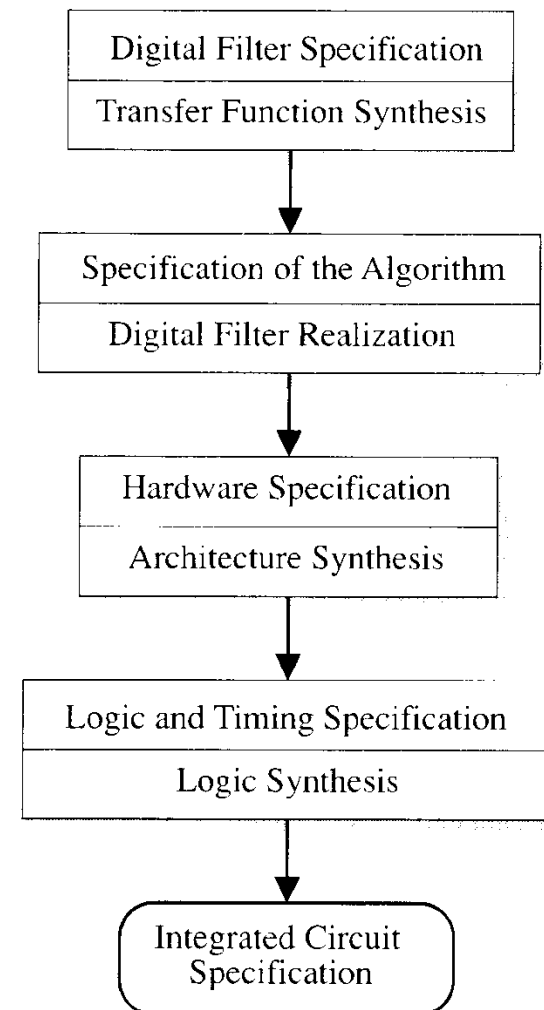 Digital Filter Specification
Transfer Function Synthesis
Specification of the Algorithm
Digital Filter Realization
Hardware Specification
Architecture Synthesis
Logic and Timing Specification
Logic Synthesis
Integrated Circuit
Specification